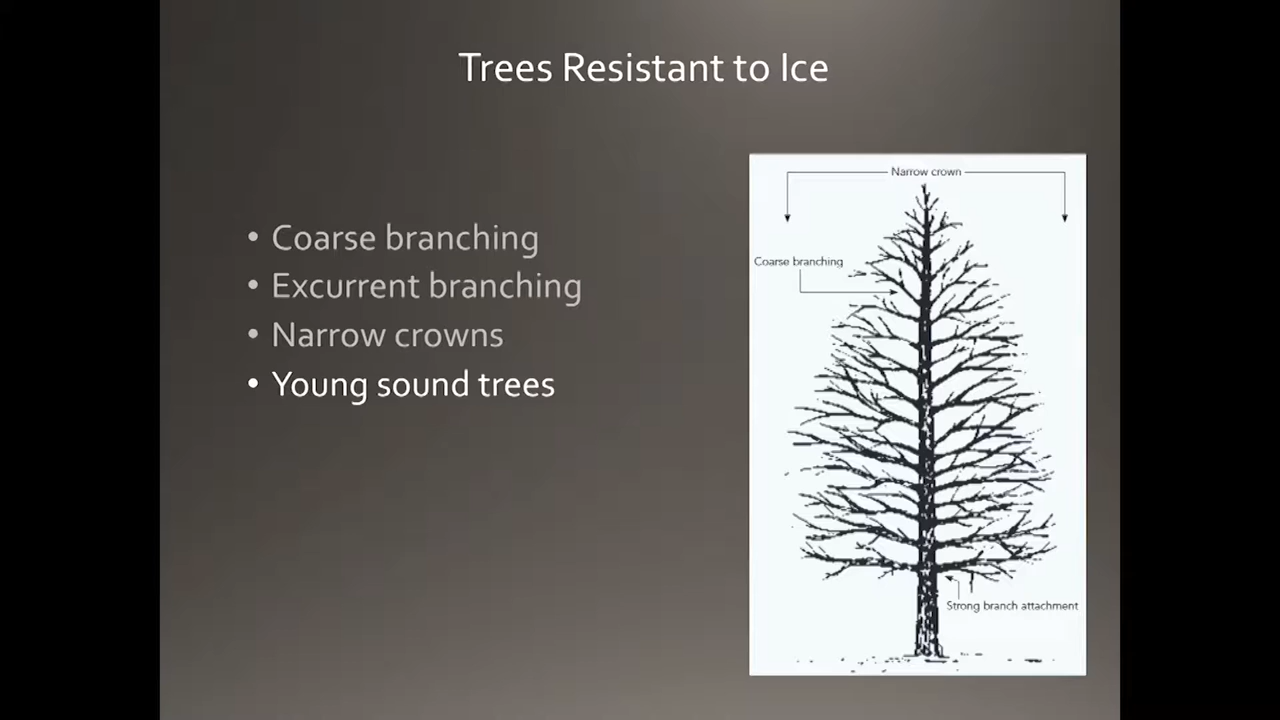 Trees Resistant to Ice
• Coarse branching
• Excurrent branching
• Narrow crowns
• Young sound trees
Narrow crown
Coarse branching
Strong branch attachment